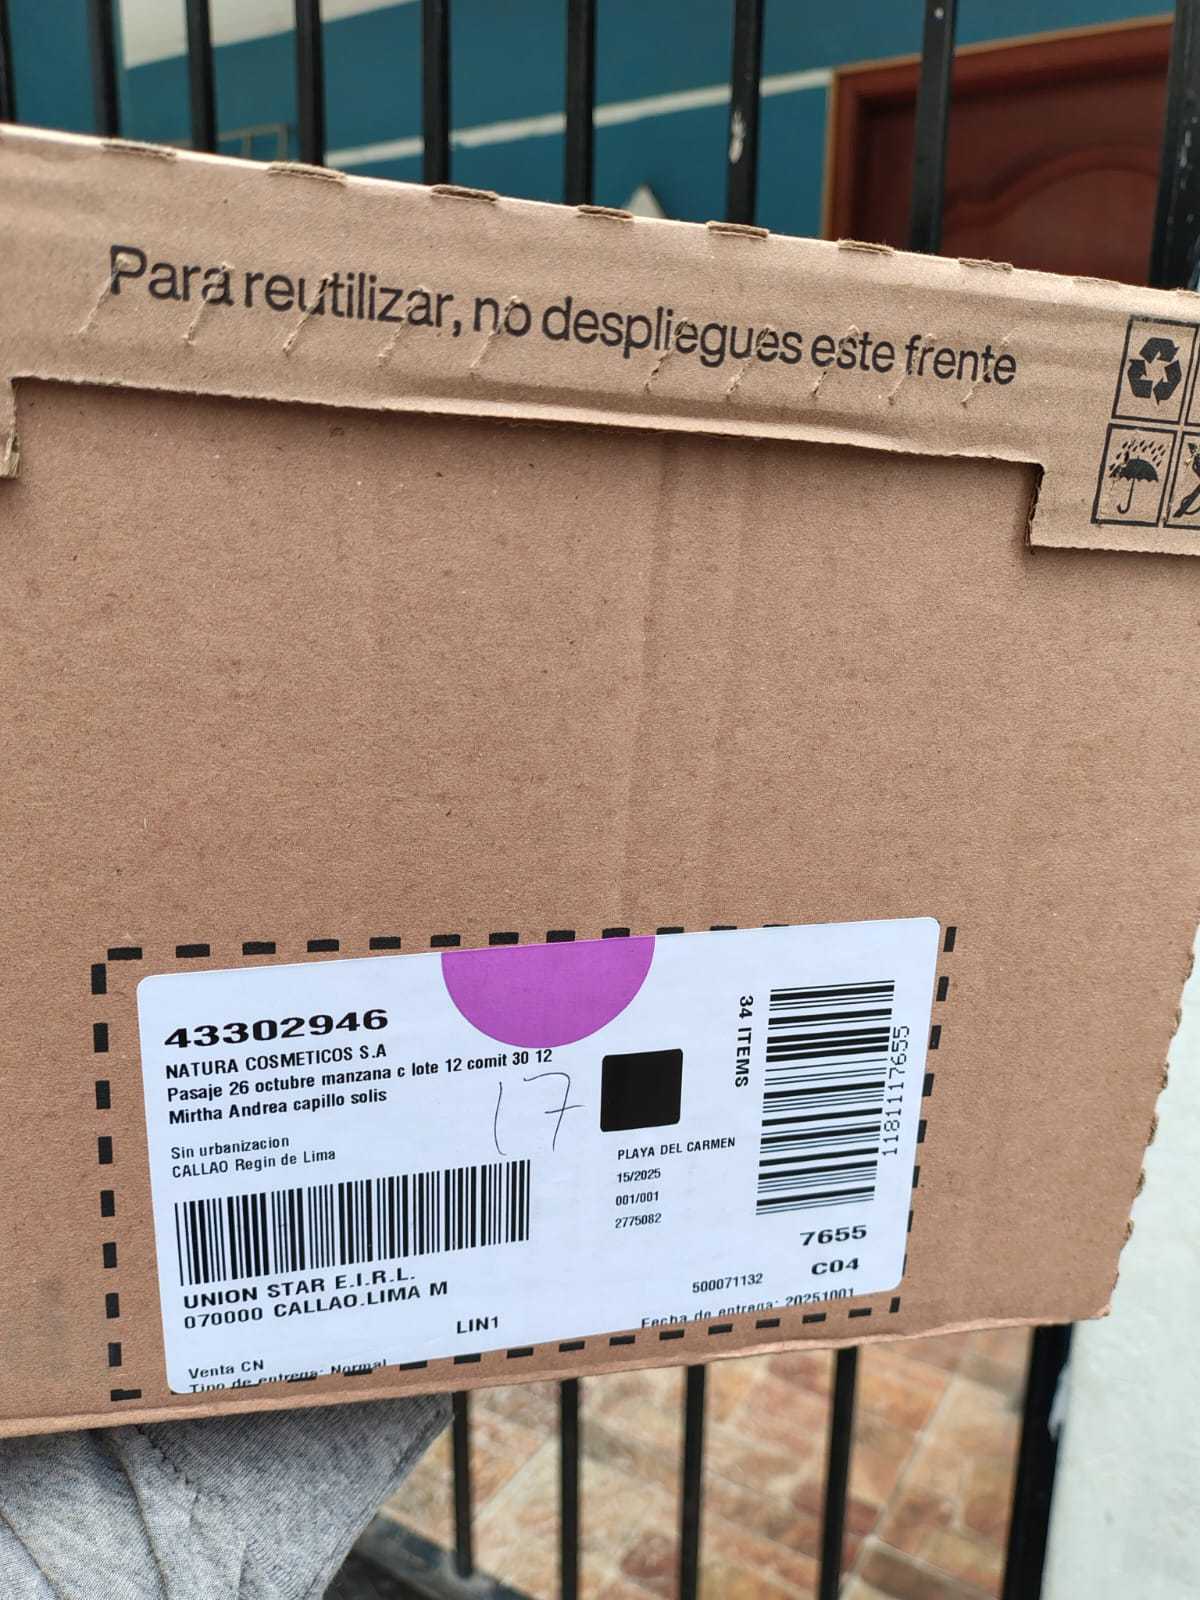 Para reutilizar, no despliegues este frente
43302946
NATURA COSMETICOS S.A
Pasaje 26 octubre manzana c lote 12 comit 30 12
Mirtha Andrea capillo solis
17
Sin urbanizacion
CALLAO Regin de Lima
UNION STAR E.I.R.L.
070000 CALLAO.LIMA M
LIN1
Venta CN
Tipo de entrega: Normal
PLAYA DEL CARMEN
15/2025
001/001
2775082
34 ITEMS
1181117655
7655
C04
500071132
Fecha de entrega: 20251001